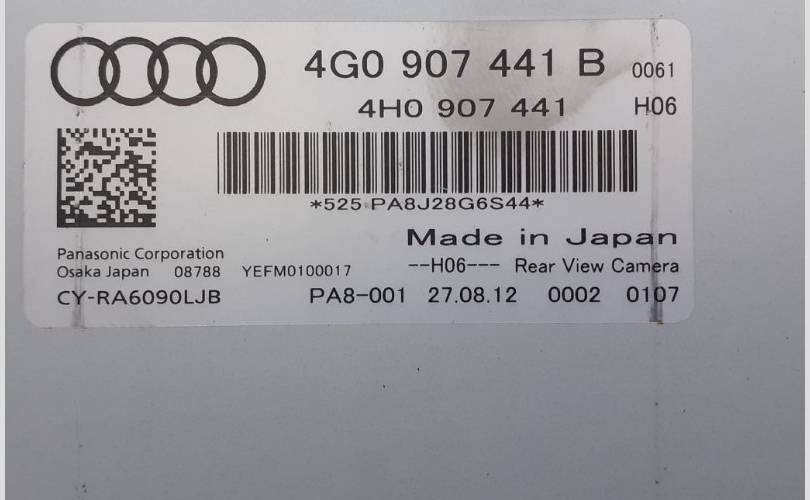 4G0 907 441 B 0061
4H0 907 441 H06
*525 PA8J28G6S44*
Made in Japan
Panasonic Corporation
Osaka Japan 08788 YEFM0100017 --H06--- Rear View Camera
CY-RA6090LJB PA8-001 27.08.12 0002 0107